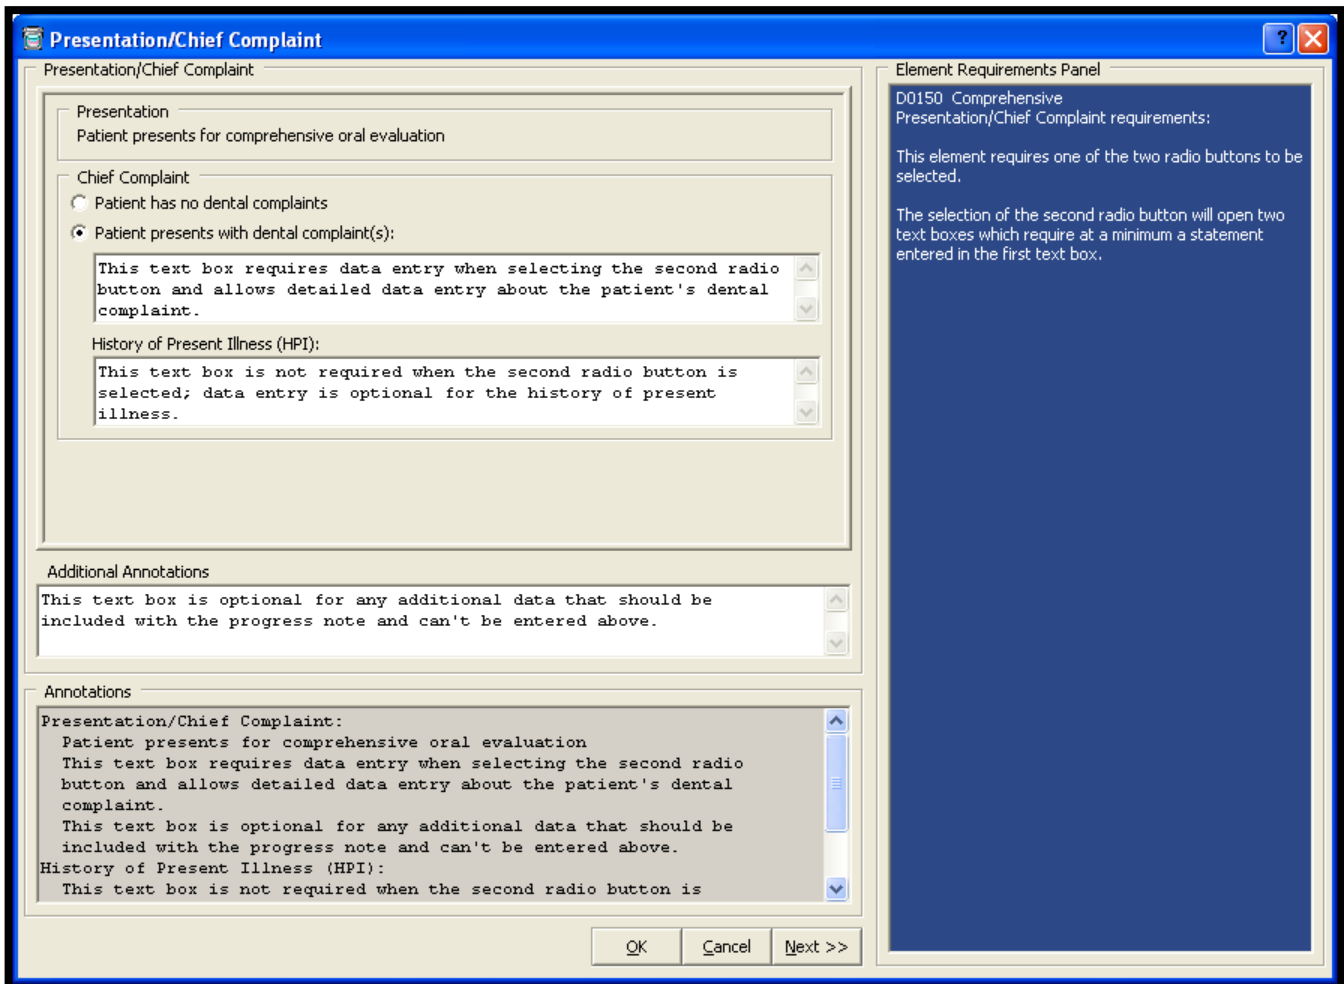 Presentation/Chief Complaint
?
Presentation/Chief Complaint
Presentation
Patient presents for comprehensive oral evaluation
Chief Complaint
Patient has no dental complaints
Patient presents with dental complaint(s):
This text box requires data entry when selecting the second radio
button and allows detailed data entry about the patient's dental
complaint.
History of Present Illness (HPI):
This text box is not required when the second radio button is
selected; data entry is optional for the history of present
illness.
Additional Annotations
This text box is optional for any additional data that should be
included with the progress note and can't be entered above.
Annotations
Presentation/Chief Complaint:
Patient presents for comprehensive oral evaluation
This text box requires data entry when selecting the second radio
button and allows detailed data entry about the patient's dental
complaint.
This text box is optional for any additional data that should be
included with the progress note and can't be entered above.
History of Present Illness (HPI):
This text box is not required when the second radio button is
OK
Cancel
Next >>
Element Requirements Panel
D0150 Comprehensive
Presentation/Chief Complaint requirements:
This element requires one of the two radio buttons to be
selected.
The selection of the second radio button will open two
text boxes which require at a minimum a statement
entered in the first text box.